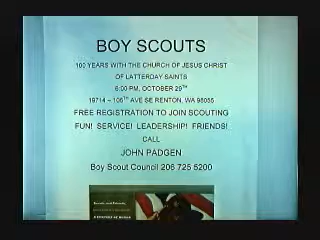 BOY SCOUTS
100 YEARS WITH THE CHURCH OF JESUS CHRIST
OF LATTERDAY SAINTS
6:00 PM, OCTOBER 29TH
19714 – 106TH AVE SE RENTON, WA 98055
FREE REGISTRATION TO JOIN SCOUTING
FUN! SERVICE! LEADERSHIP! FRIENDS!
CALL
JOHN PADGEN
Boy Scout Council 206 725 5200